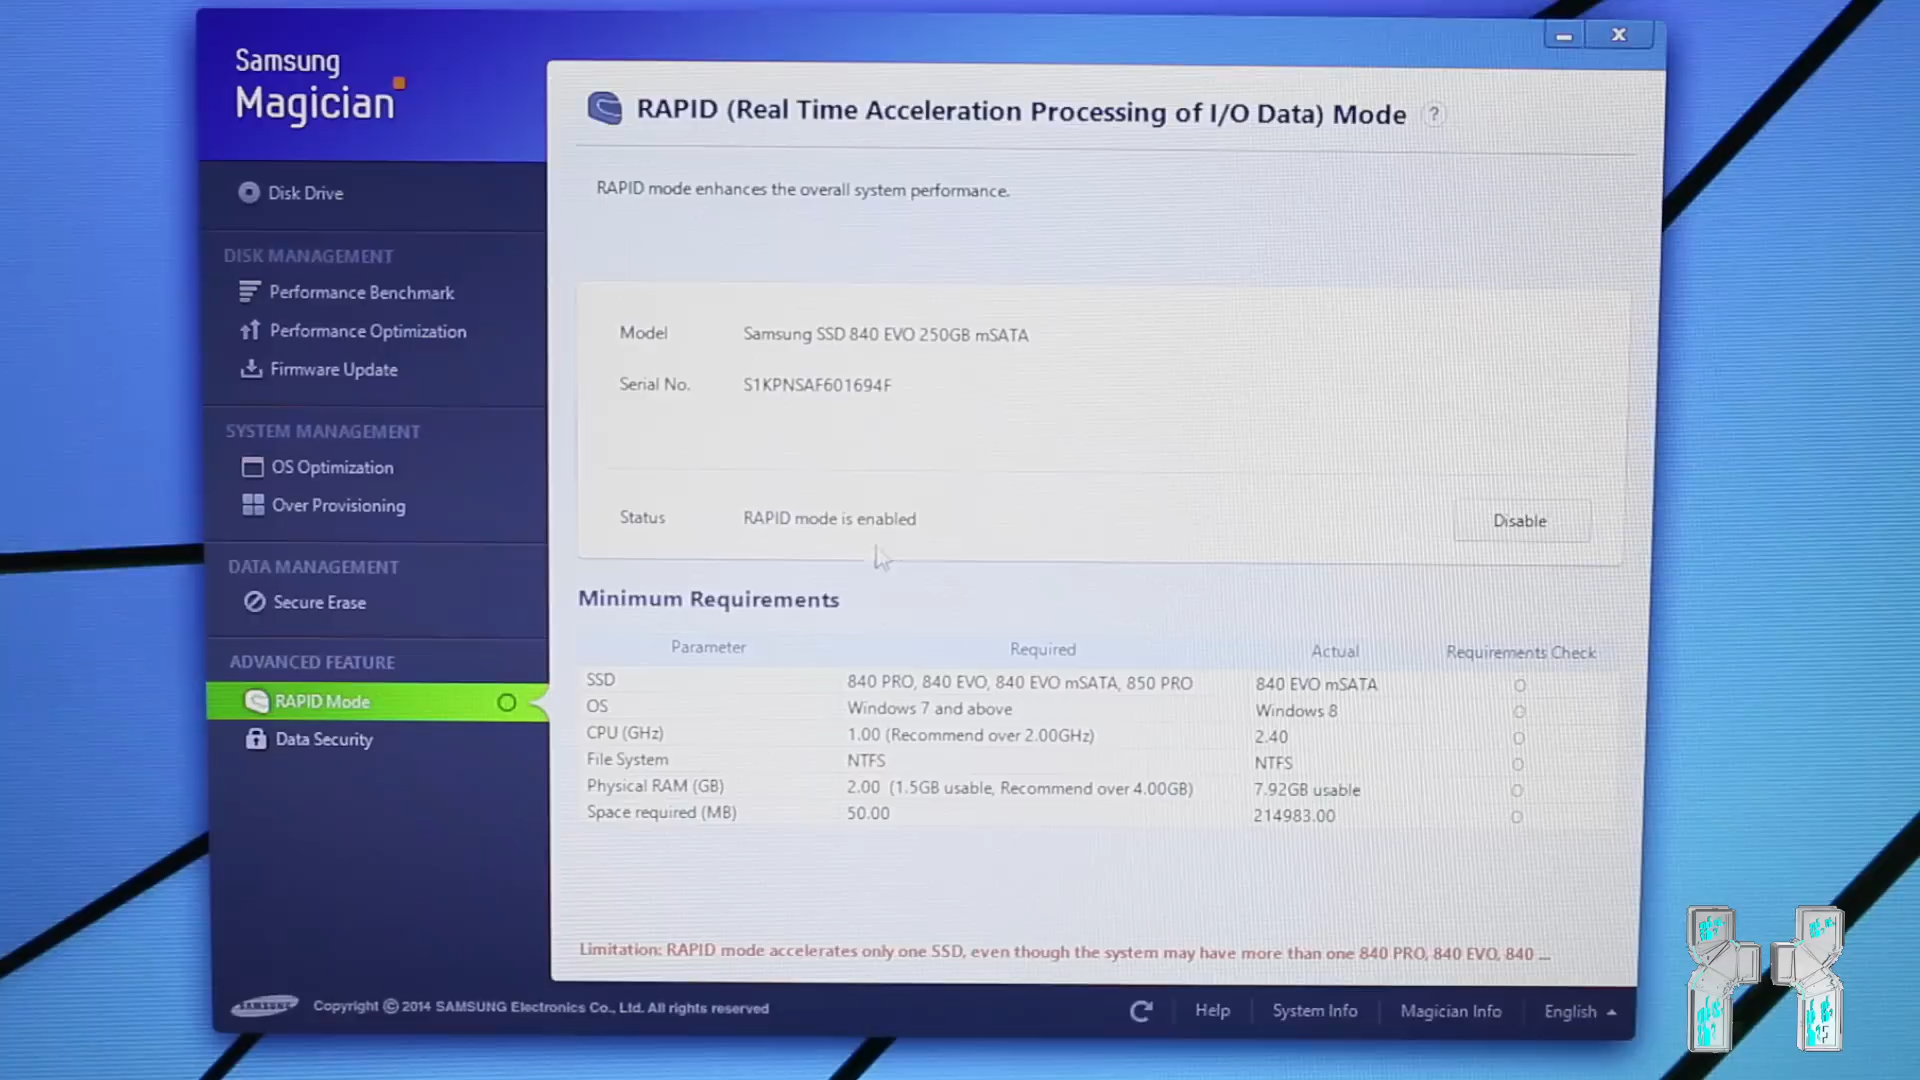 Samsung
Magician
Disk Drive
DISK MANAGEMENT
Performance Benchmark
Performance Optimization
Firmware Update
SYSTEM MANAGEMENT
OS Optimization
Over Provisioning
DATA MANAGEMENT
Secure Erase
ADVANCED FEATURE
RAPID Mode
Data Security
RAPID (Real Time Acceleration Processing of I/O Data) Mode ?
RAPID mode enhances the overall system performance.
Model Samsung SSD 840 EVO 250GB mSATA
Serial No. S1KPNSAF601694F
Status RAPID mode is enabled Disable
Minimum Requirements
Parameter Required Actual Requirements Check
SSD 840 PRO, 840 EVO, 840 EVO mSATA, 850 PRO 840 EVO mSATA O
OS Windows 7 and above Windows 8 O
CPU (GHz) 1.00 (Recommend over 2.00GHz) 2.40 O
File System NTFS NTFS O
Physical RAM (GB) 2.00 (1.5GB usable, Recommend over 4.00GB) 7.92GB usable O
Space required (MB) 50.00 214983.00 O
Limitation: RAPID mode accelerates only one SSD, even though the system may have more than one 840 PRO, 840 EVO, 840 ...
SAMSUNG Copyright © 2014 SAMSUNG Electronics Co., Ltd. All rights reserved
Help System Info Magician Info English